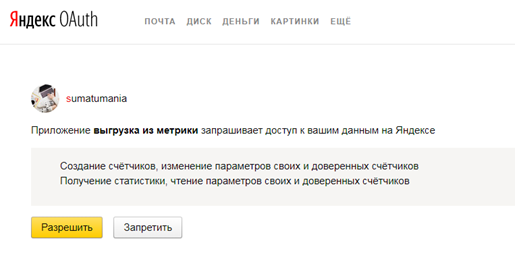 Яндекс OAuth
ПОЧТА ДИСК ДЕНЬГИ КАРТИНКИ ЕЩЁ
sumatumania
Приложение выгрузка из метрики запрашивает доступ к вашим данным на Яндексе
Создание счётчиков, изменение параметров своих и доверенных счётчиков
Получение статистики, чтение параметров своих и доверенных счётчиков
Разрешить Запретить